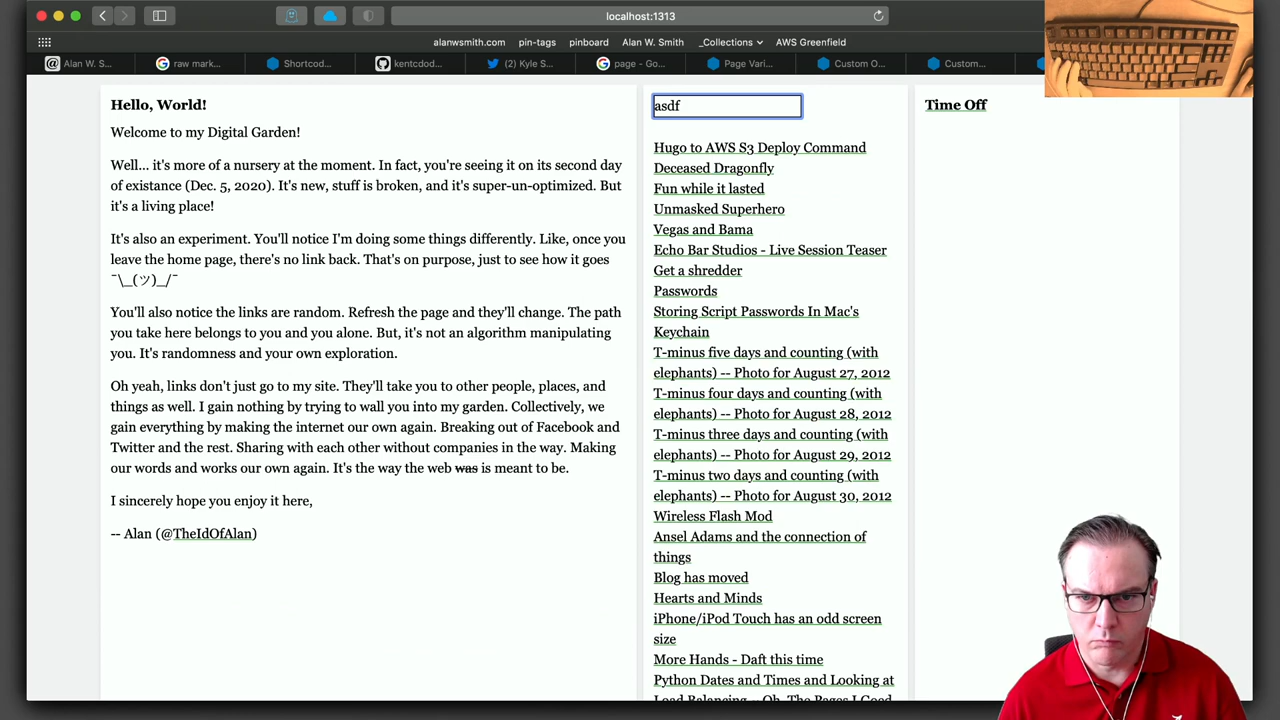 localhost:1313
alanwsmith.com pin-tags pinboard Alan W. Smith _Collections AWS Greenfield
Alan W. S... raw mark... Shortcod... kentcdod... (2) Kyle S... page - Go... Page Vari... Custom O... Custom...
Hello, World!
Welcome to my Digital Garden!
Well... it's more of a nursery at the moment. In fact, you're seeing it on its second day
of existance (Dec. 5, 2020). It's new, stuff is broken, and it's super-un-optimized. But
it's a living place!
It's also an experiment. You'll notice I'm doing some things differently. Like, once you
leave the home page, there's no link back. That's on purpose, just to see how it goes
¯\_(ツ)_/¯
You'll also notice the links are random. Refresh the page and they'll change. The path
you take here belongs to you and you alone. But, it's not an algorithm manipulating
you. It's randomness and your own exploration.
Oh yeah, links don't just go to my site. They'll take you to other people, places, and
things as well. I gain nothing by trying to wall you into my garden. Collectively, we
gain everything by making the internet our own again. Breaking out of Facebook and
Twitter and the rest. Sharing with each other without companies in the way. Making
our words and works our own again. It's the way the web was is meant to be.
I sincerely hope you enjoy it here,
-- Alan (@TheIdOfAlan)
asdf
Hugo to AWS S3 Deploy Command
Deceased Dragonfly
Fun while it lasted
Unmasked Superhero
Vegas and Bama
Echo Bar Studios - Live Session Teaser
Get a shredder
Passwords
Storing Script Passwords In Mac's
Keychain
T-minus five days and counting (with
elephants) -- Photo for August 27, 2012
T-minus four days and counting (with
elephants) -- Photo for August 28, 2012
T-minus three days and counting (with
elephants) -- Photo for August 29, 2012
T-minus two days and counting (with
elephants) -- Photo for August 30, 2012
Wireless Flash Mod
Ansel Adams and the connection of
things
Blog has moved
Hearts and Minds
iPhone/iPod Touch has an odd screen
size
More Hands - Daft this time
Python Dates and Times and Looking at
Load Balancing -- Oh, The Pages I Goed
Time Off